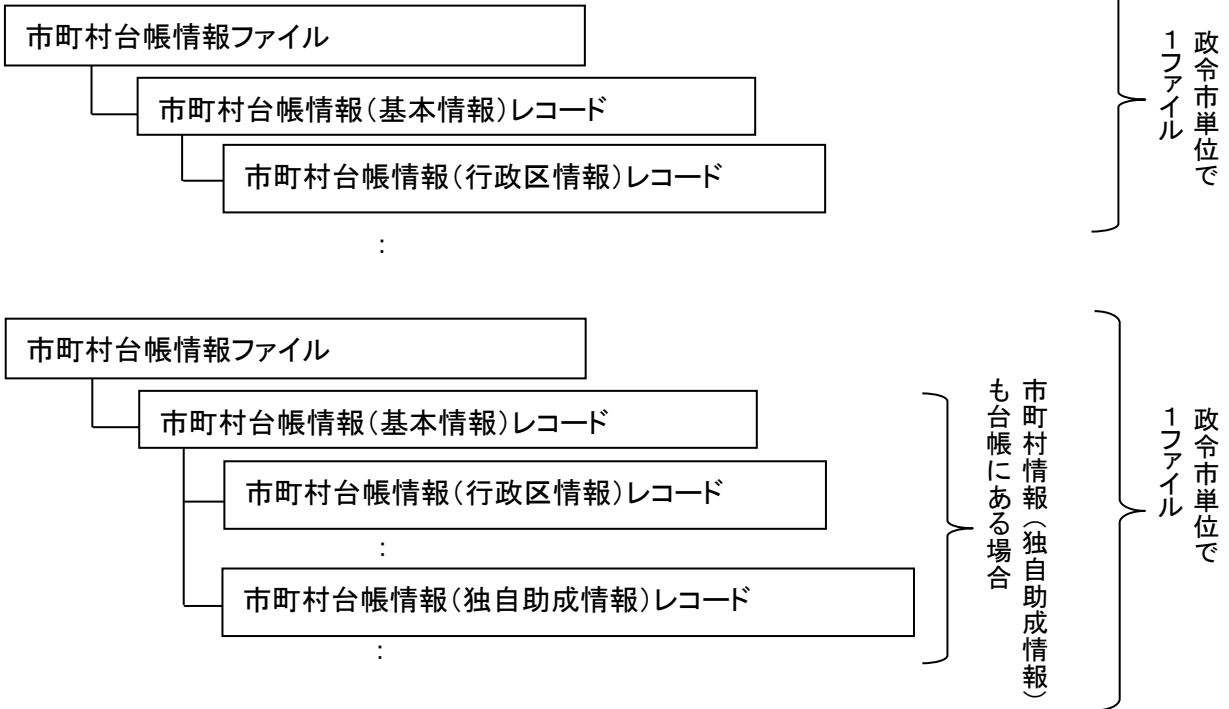 市町村台帳情報ファイル
市町村台帳情報(基本情報)レコード
市町村台帳情報(行政区情報)レコード
:
政令市単位で
1ファイル
市町村台帳情報ファイル
市町村台帳情報(基本情報)レコード
市町村台帳情報(行政区情報)レコード
:
市町村台帳情報(独自助成情報)レコード
:
市町村情報(独自助成情報)
も台帳にある場合
政令市単位で
1ファイル